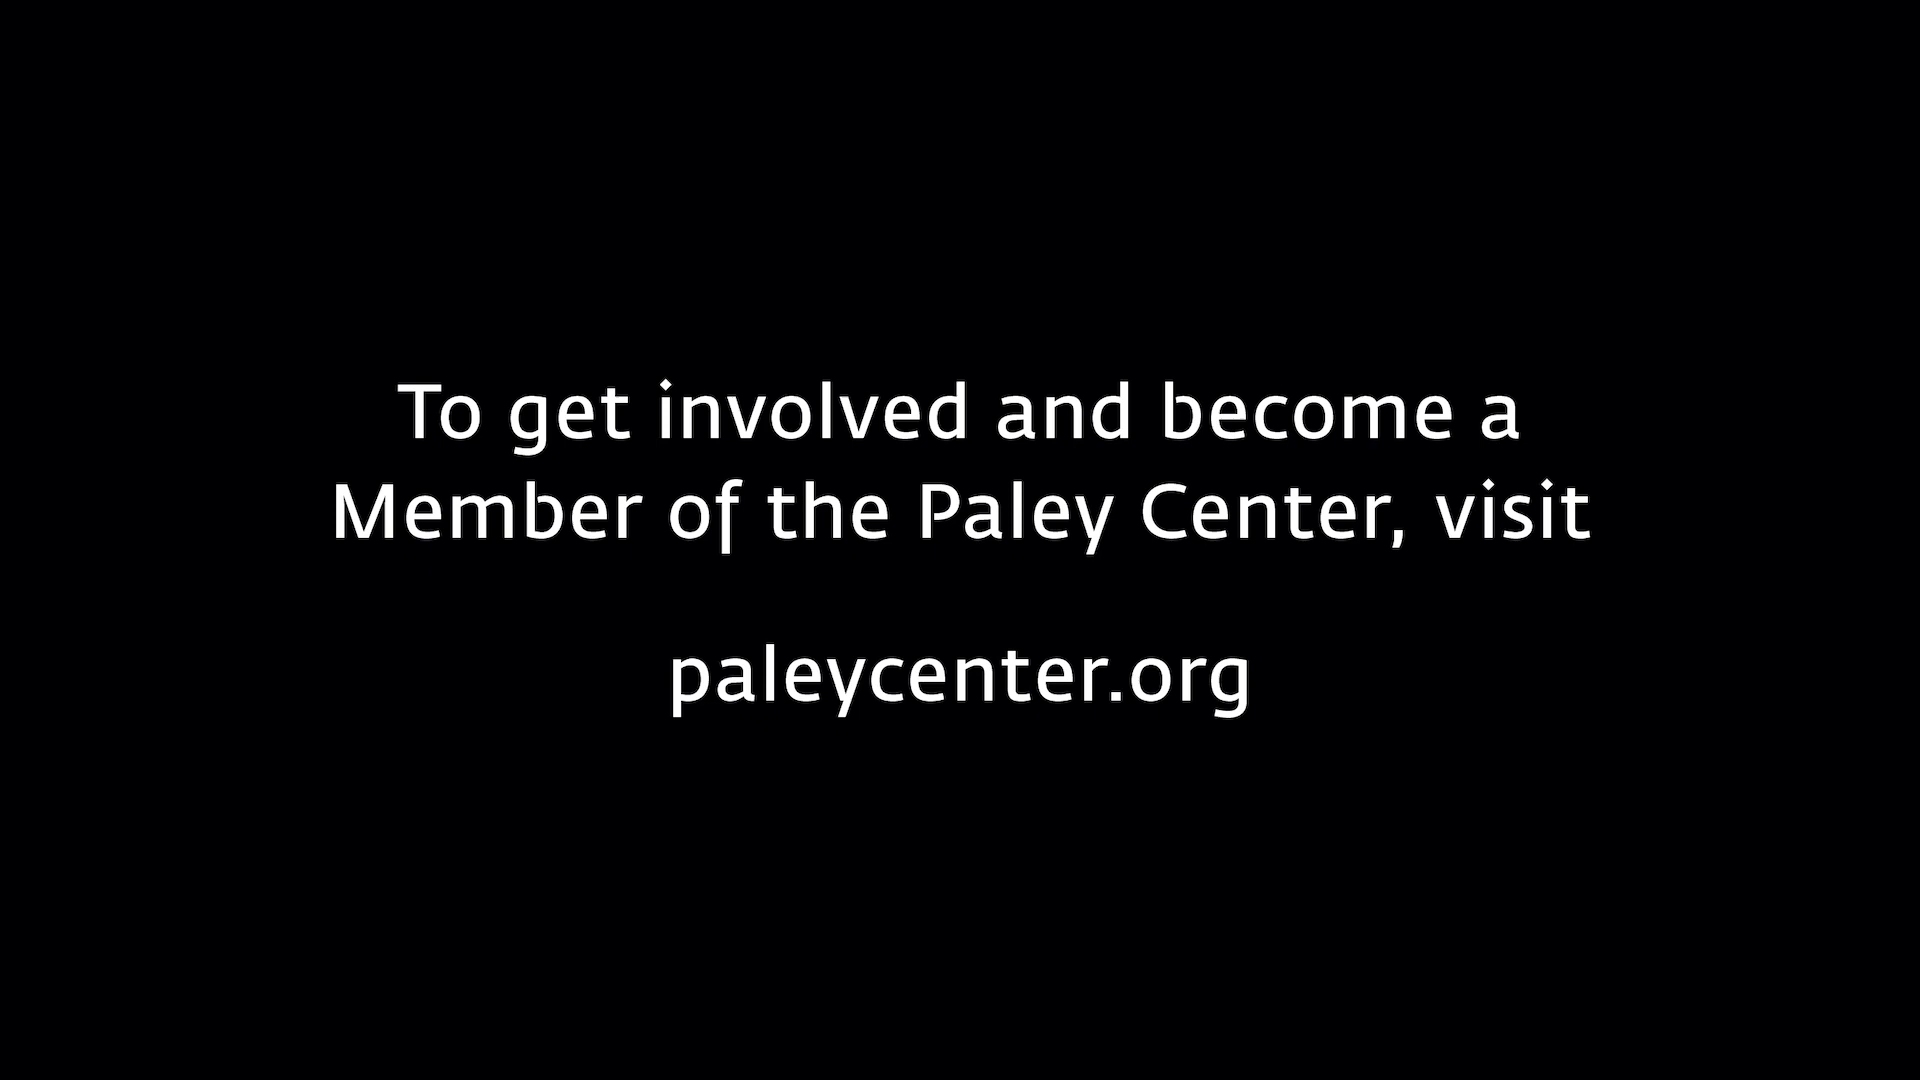 To get involved and become a
Member of the Paley Center, visit
paleycenter.org